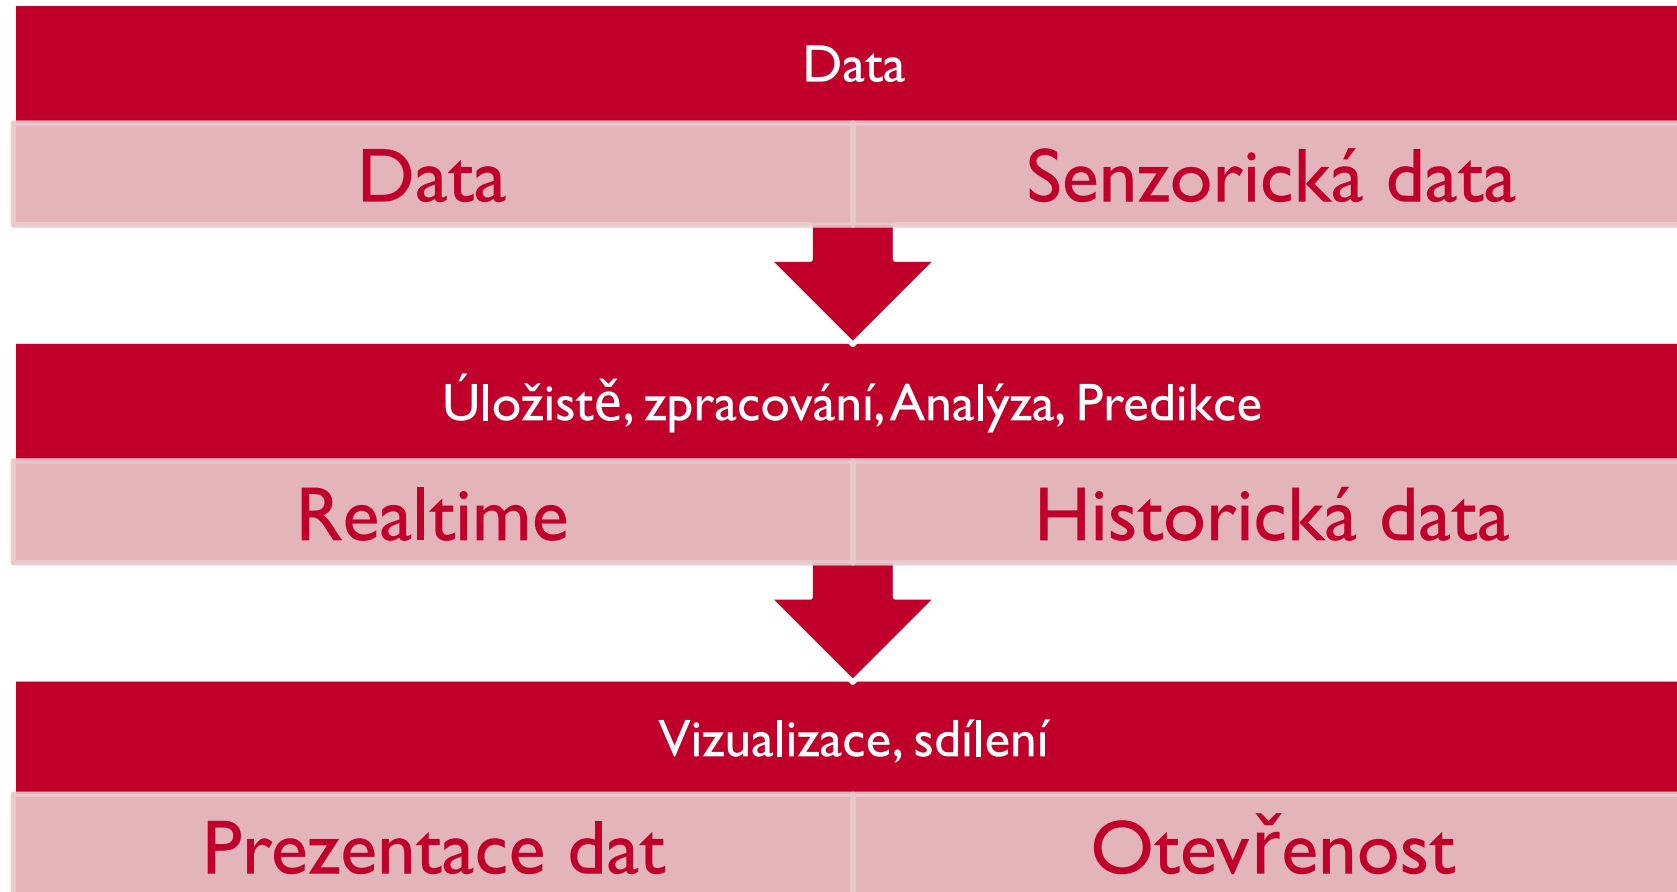 Data
Data
Senzorická data
Úložistě, zpracování, Analýza, Predikce
Realtime
Historická data
Vizualizace, sdílení
Prezentace dat
Otevřenost